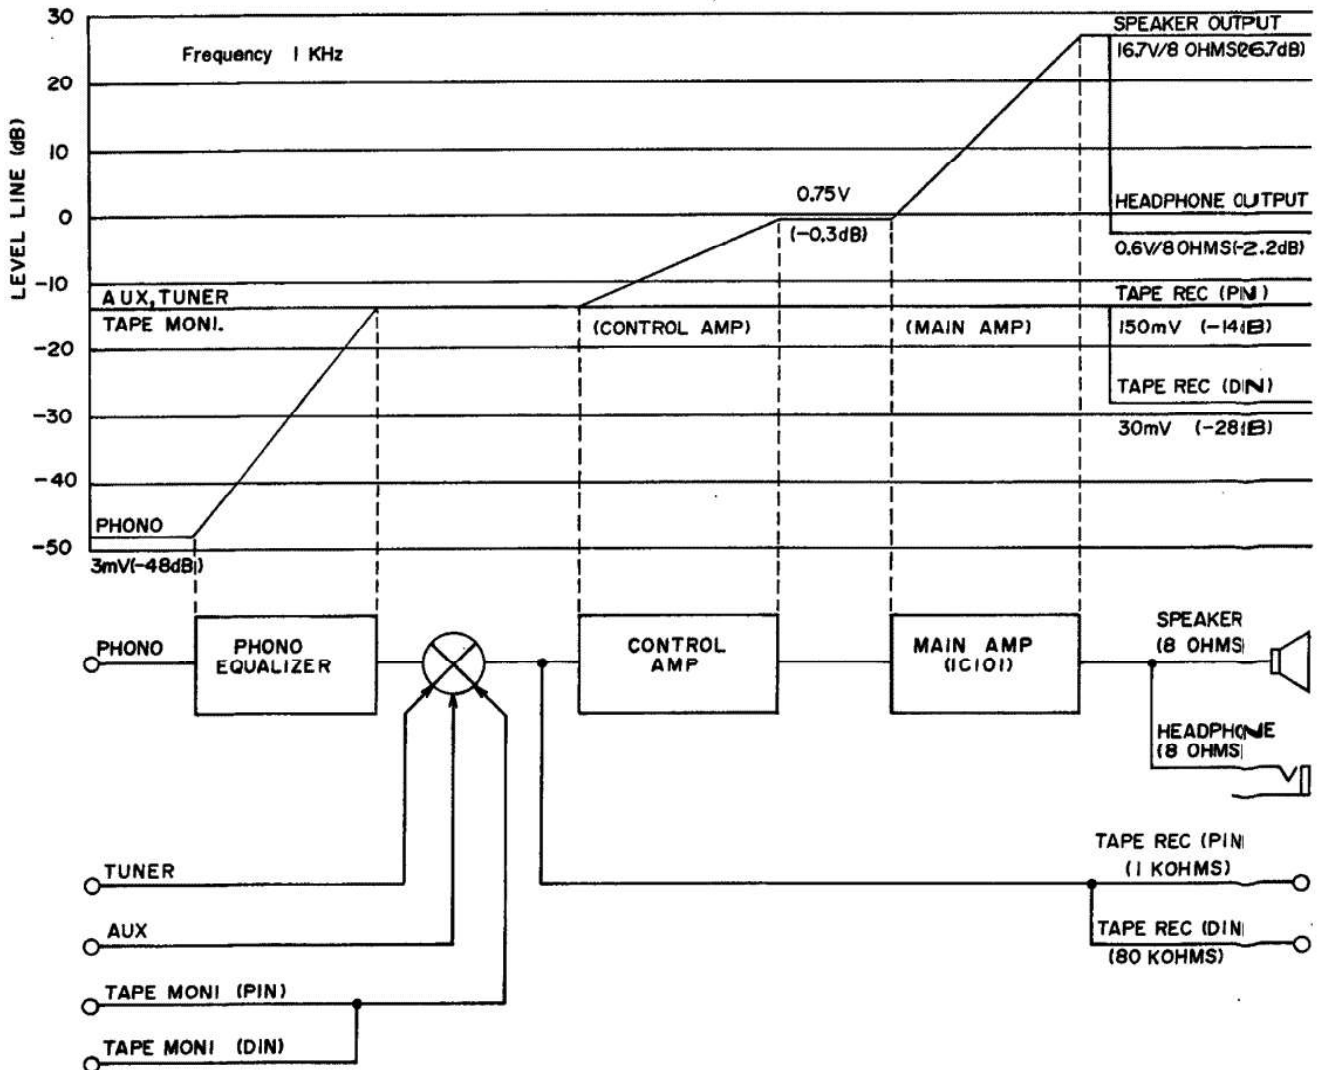 30
20
10
0
-10
-20
-30
-40
-50
LEVEL LINE (dB)
Frequency 1 KHz
SPEAKER OUTPUT
16.7V/8 OHMS(26.7dB)
0.75V
(-0.3dB)
HEADPHONE OUTPUT
0.6V/8OHMS(-2.2dB)
AUX, TUNER
TAPE MONI.
(CONTROL AMP)
(MAIN AMP)
TAPE REC (PIN)
150mV (-14dB)
TAPE REC (DIN)
30mV (-28dB)
PHONO
3mV(-48dB)
PHONO
PHONO
EQUALIZER
CONTROL
AMP
MAIN AMP
(IC101)
SPEAKER
(8 OHMS)
HEADPHONE
(8 OHMS)
TUNER
AUX
TAPE MONI (PIN)
TAPE MONI (DIN)
TAPE REC (PIN)
(1 KOHMS)
TAPE REC (DIN)
(80 KOHMS)